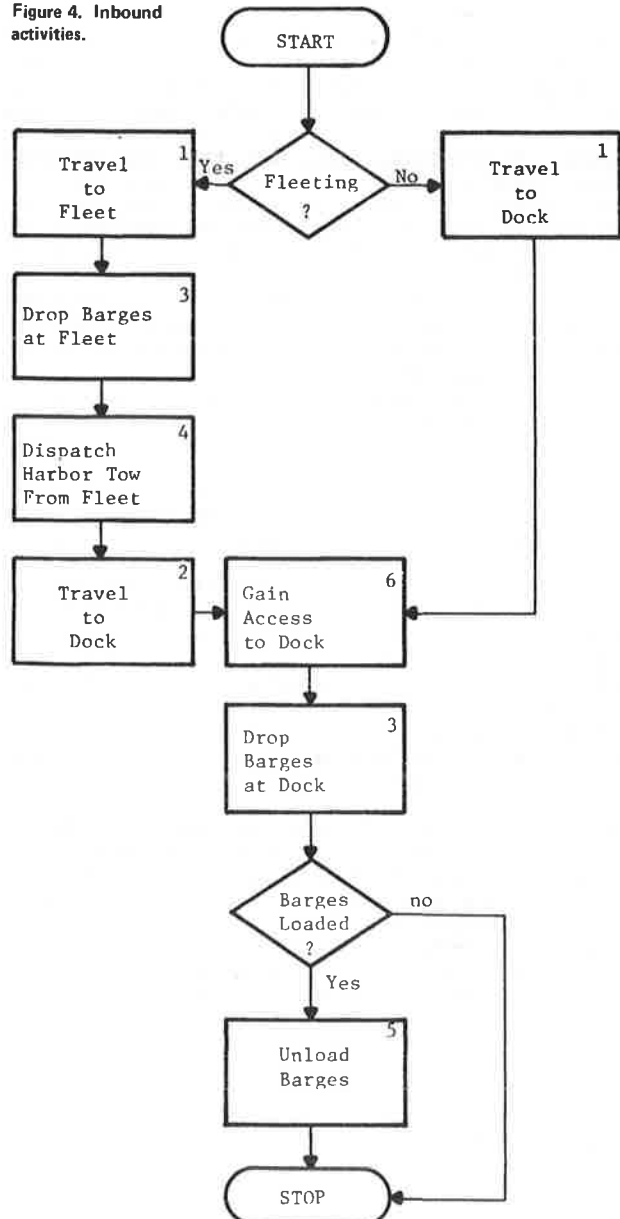 Figure 4. Inbound
activities.
START
Fleeting
?
Yes
No
1
Travel
to
Fleet
1
Travel
to
Dock
3
Drop Barges
at Fleet
4
Dispatch
Harbor Tow
From Fleet
2
Travel
to
Dock
6
Gain
Access
to Dock
3
Drop
Barges
at Dock
Barges
Loaded
?
no
Yes
5
Unload
Barges
STOP